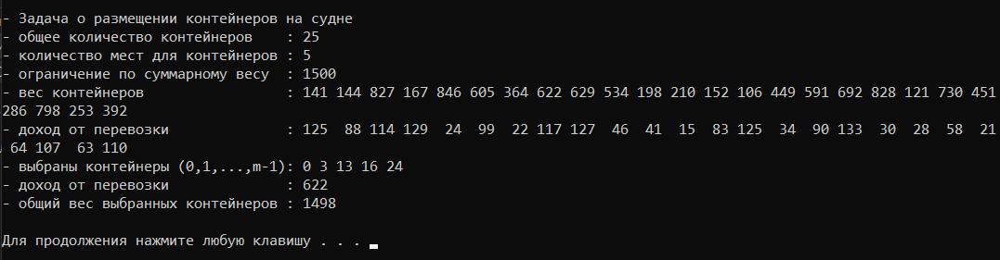 - Задача о размещении контейнеров на судне
- общее количество контейнеров    : 25
- количество мест для контейнеров : 5
- ограничение по суммарному весу  : 1500
- вес контейнеров                 : 141 144 827 167 846 605 364 622 629 534 198 210 152 106 449 591 692 828 121 730 451
286 798 253 392
- доход от перевозки              : 125  88 114 129  24  99  22 117 127  46  41  15  83 125  34  90 133  30  28  58  21
 64 107  63 110
- выбраны контейнеры (0,1,...,m-1): 0 3 13 16 24
- доход от перевозки              : 622
- общий вес выбранных контейнеров : 1498
Для продолжения нажмите любую клавишу . . .